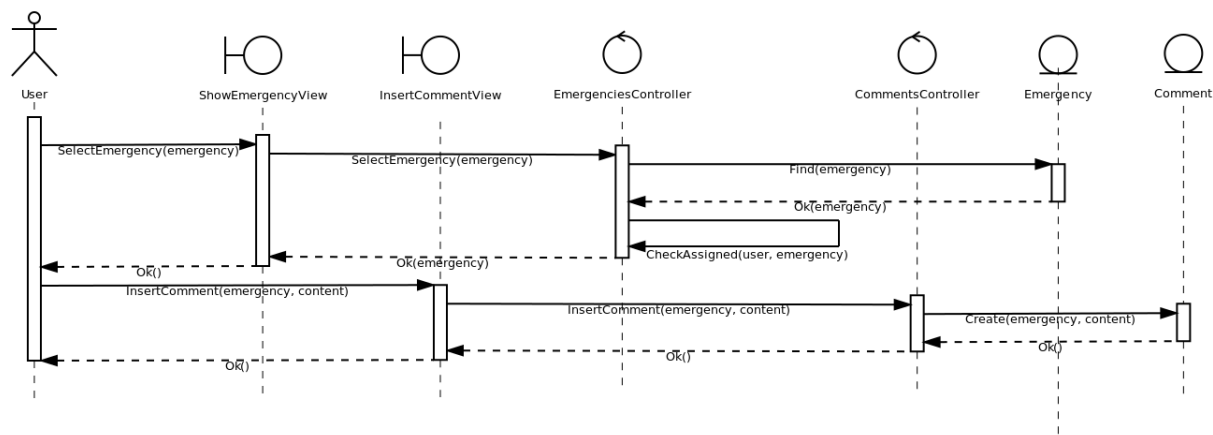 User
ShowEmergencyView
InsertCommentView
EmergenciesController
CommentsController
Emergency
Comment
SelectEmergency(emergency)
SelectEmergency(emergency)
Find(emergency)
Ok(emergency)
CheckAssigned(user, emergency)
Ok(emergency)
Ok()
InsertComment(emergency, content)
InsertComment(emergency, content)
Create(emergency, content)
Ok()
Ok()
Ok()